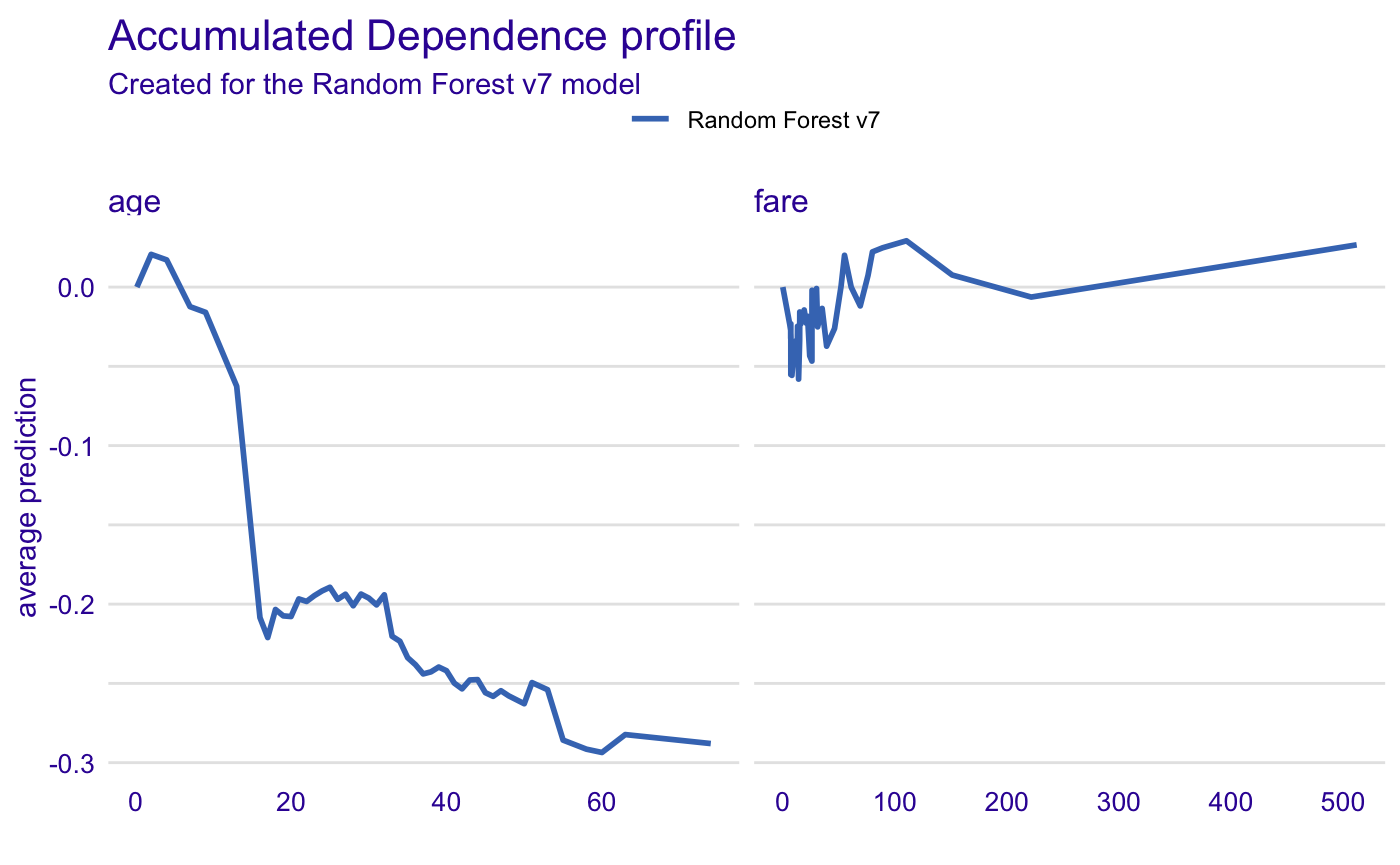 Accumulated Dependence profile
Created for the Random Forest v7 model
Random Forest v7
age
fare
average prediction
0.0
-0.1
-0.2
-0.3
0 20 40 60
0 100 200 300 400 500